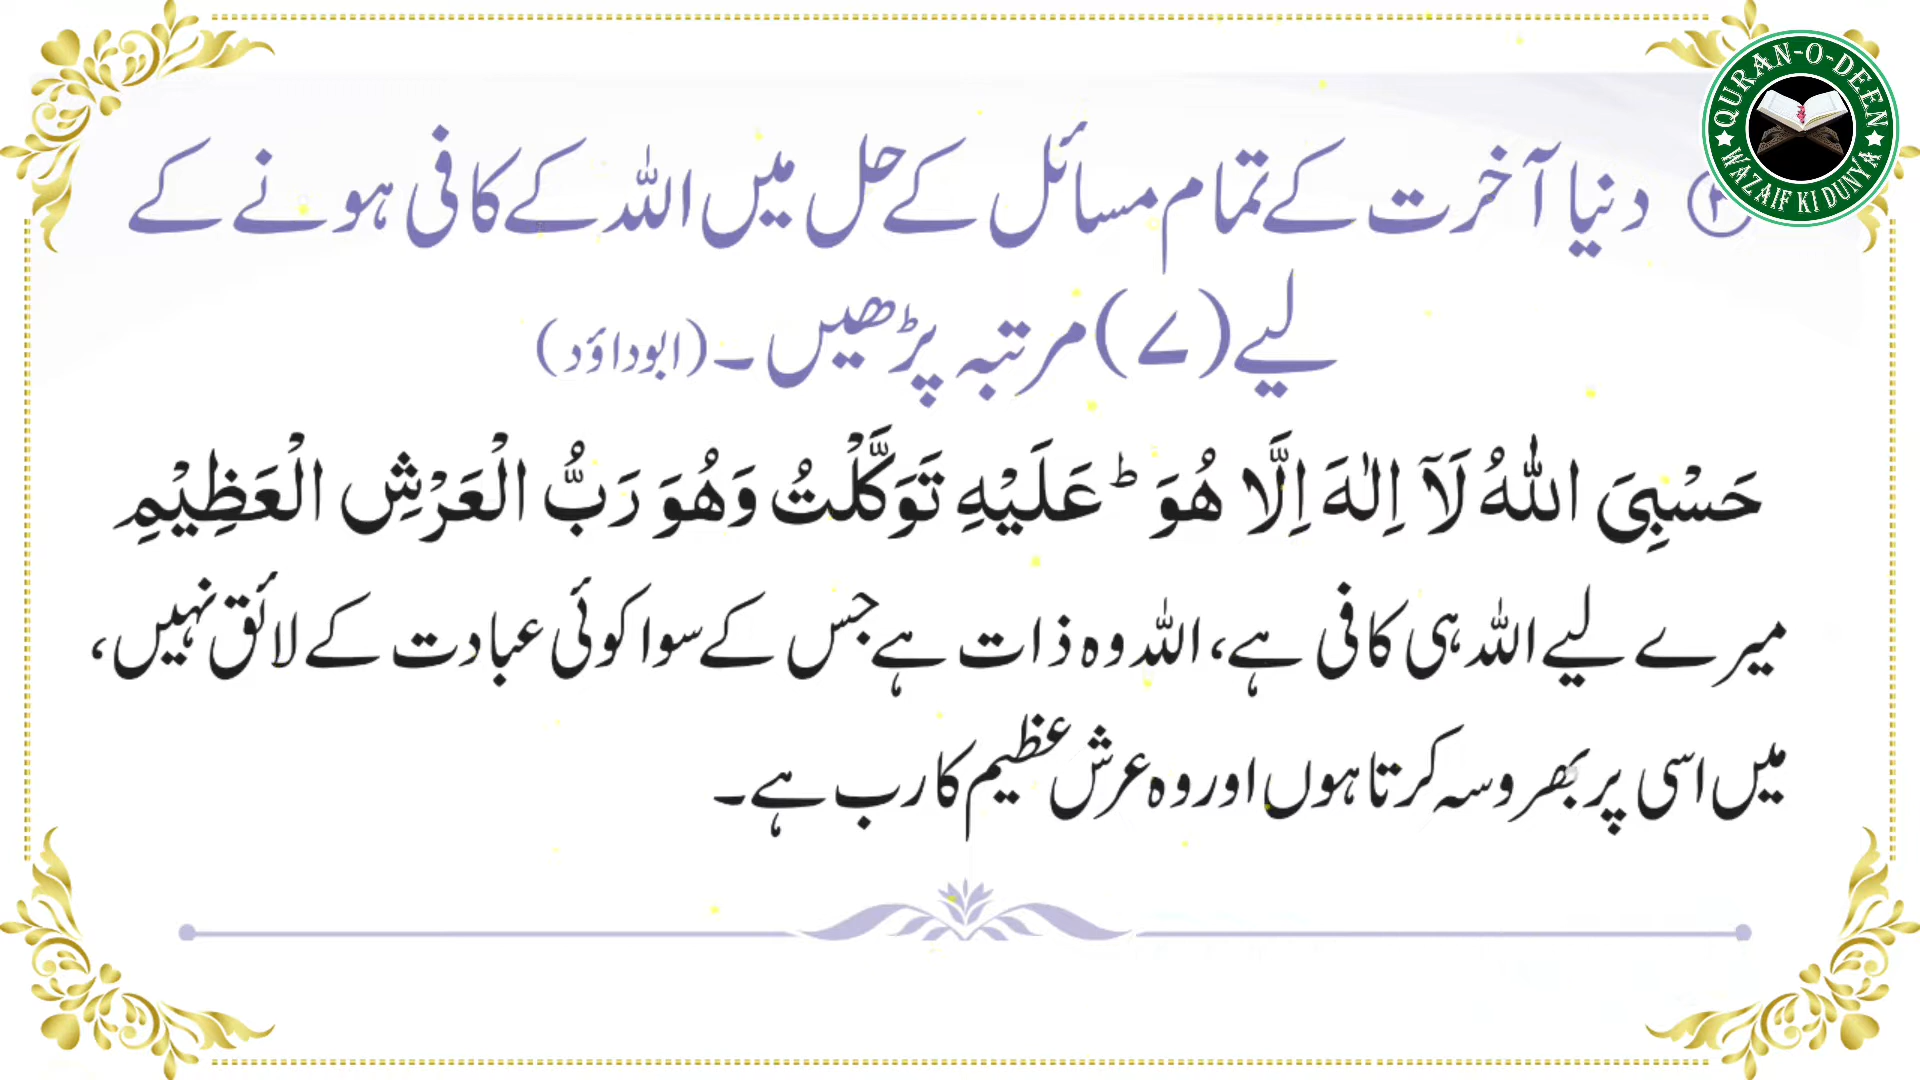 دنیا آخرت کے تمام مسائل کے حل میں اللہ کے کافی ہونے کے
لیے (۷) مرتبہ پڑھیں۔ (ابوداؤد)
حَسْبِیَ اللّٰهُ لَآ اِلٰهَ اِلَّا هُوَ ؕ عَلَیْهِ تَوَكَّلْتُ وَهُوَ رَبُّ الْعَرْشِ الْعَظِیْمِ
میرے لیے اللہ ہی کافی ہے، اللہ وہ ذات ہے جس کے سوا کوئی عبادت کے لائق نہیں،
میں اسی پر بھروسہ کرتا ہوں اور وہ عرش عظیم کا رب ہے۔
QURAN-O-DEEN
WAZAIF KI DUNYA